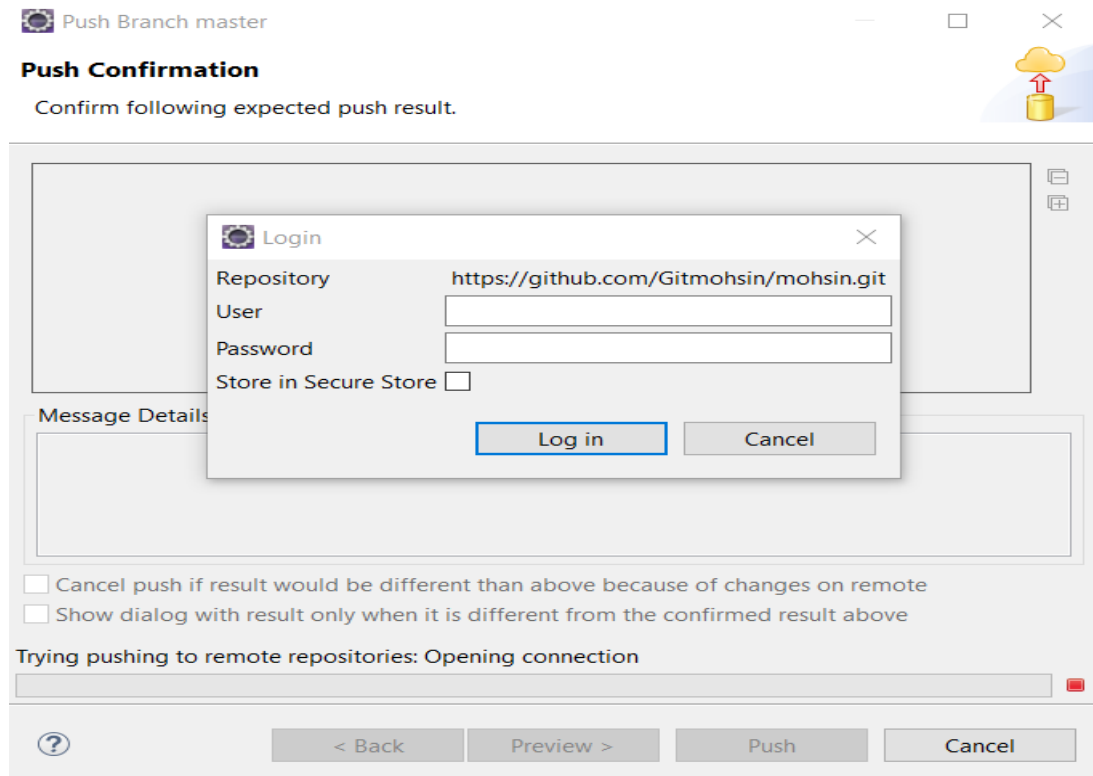 Push Branch master
Push Confirmation
Confirm following expected push result.
Login
Repository https://github.com/Gitmohsin/mohsin.git
User
Password
Store in Secure Store
Log in Cancel
Message Details
Cancel push if result would be different than above because of changes on remote
Show dialog with result only when it is different from the confirmed result above
Trying pushing to remote repositories: Opening connection
? < Back Preview > Push Cancel